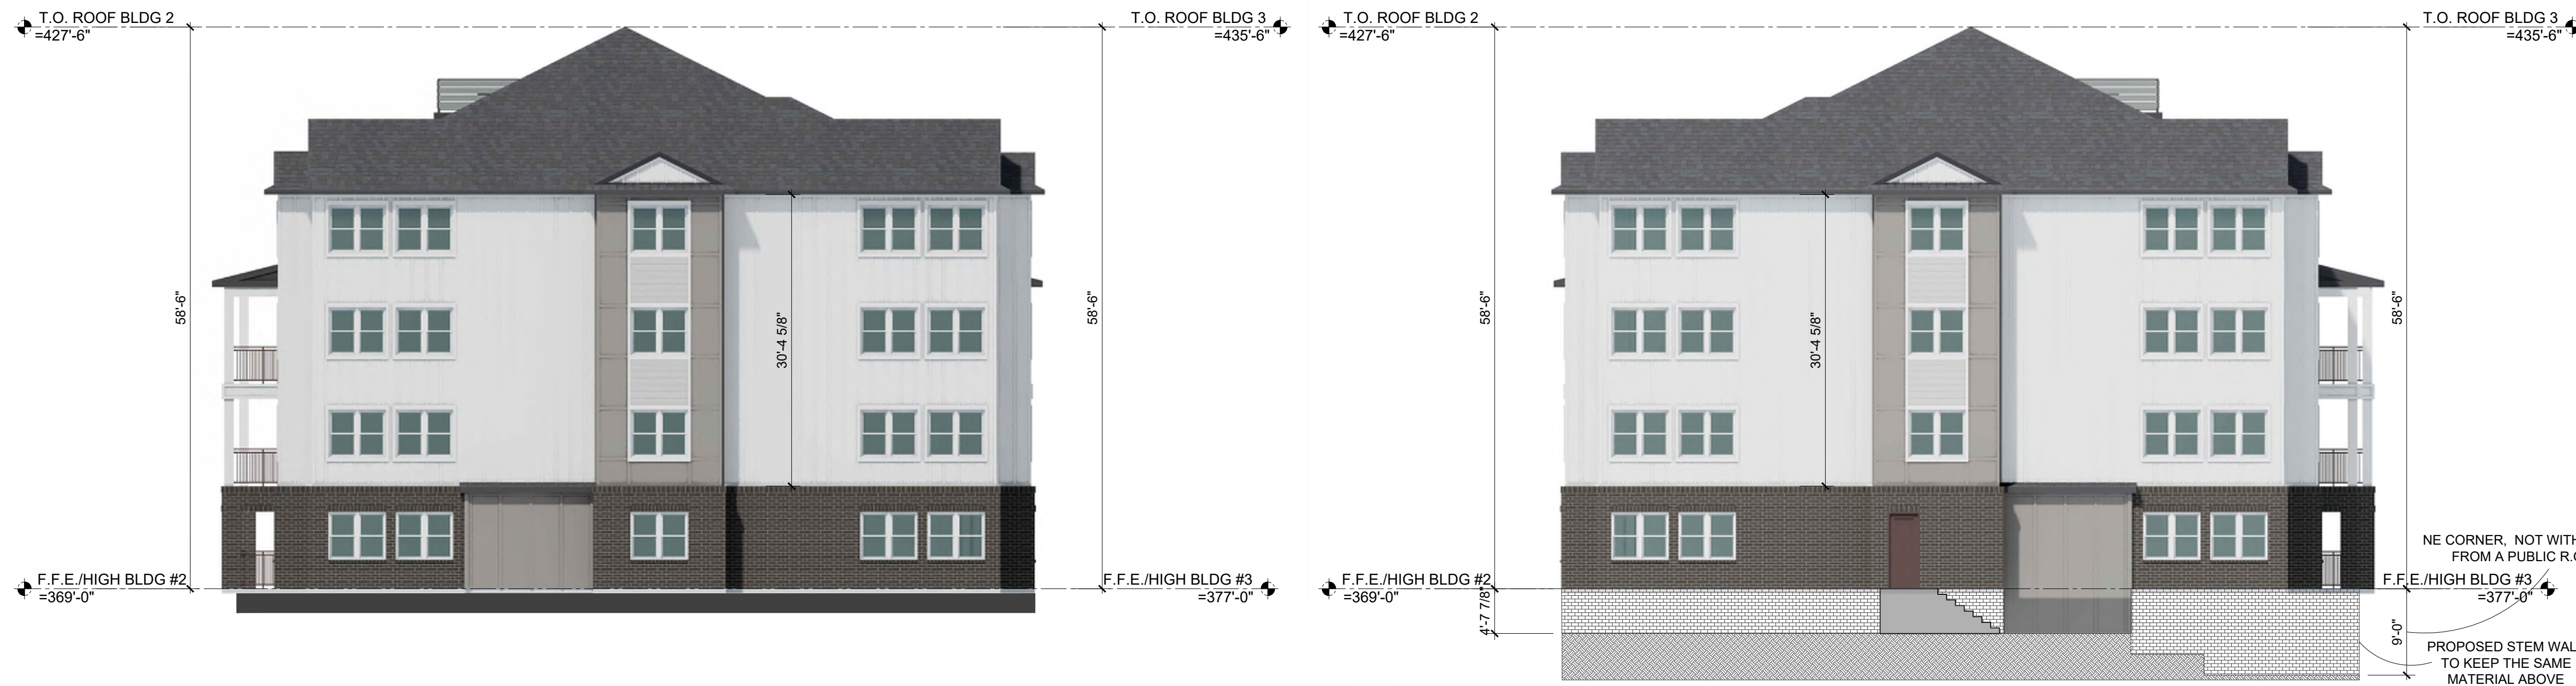 T.O. ROOF BLDG 2
=427'-6"
T.O. ROOF BLDG 3
=435'-6"
58'-6"
30'-4 5/8"
58'-6"
F.F.E./HIGH BLDG #2
=369'-0"
F.F.E./HIGH BLDG #3
=377'-0"
T.O. ROOF BLDG 2
=427'-6"
T.O. ROOF BLDG 3
=435'-6"
58'-6"
30'-4 5/8"
58'-6"
NE CORNER, NOT WITH
FROM A PUBLIC R.O
F.F.E./HIGH BLDG #2
=369'-0"
F.F.E./HIGH BLDG #3
=377'-0"
4'-7 7/8"
9'-0"
PROPOSED STEM WAL
TO KEEP THE SAME
MATERIAL ABOVE